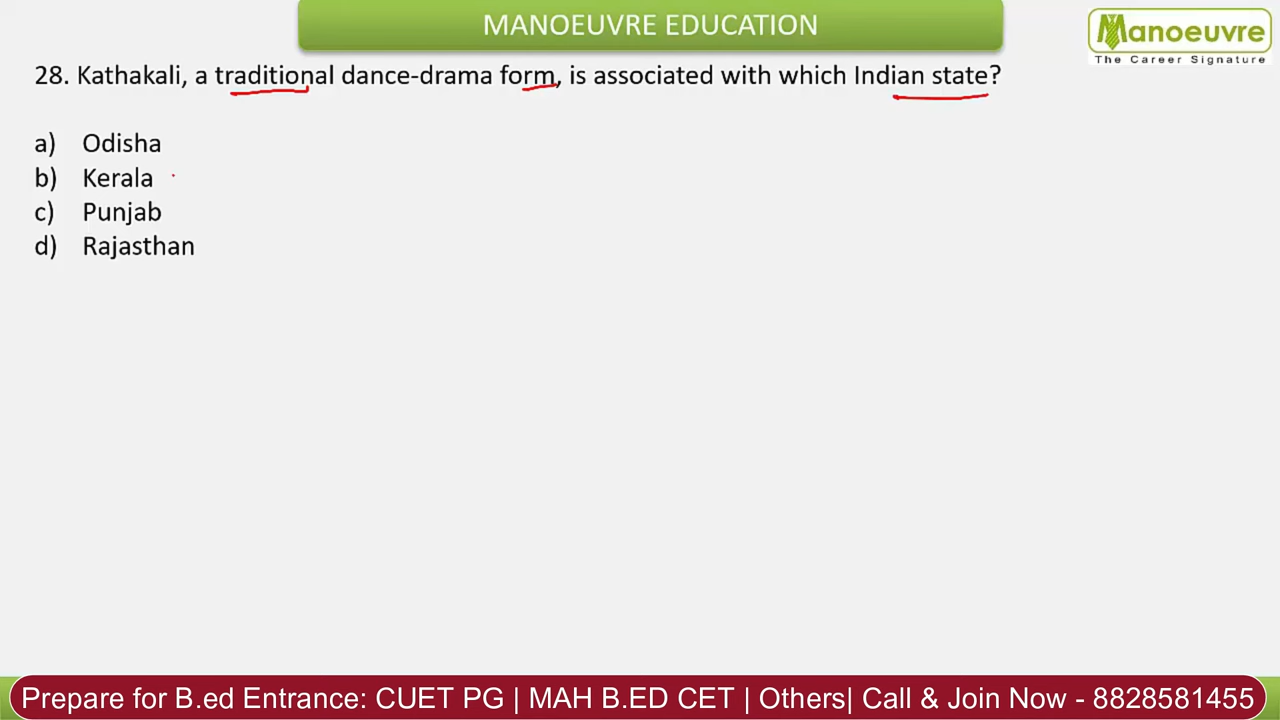 MANOEUVRE EDUCATION
Manoeuvre
The Career Signature
28. Kathakali, a traditional dance-drama form, is associated with which Indian state?
a) Odisha
b) Kerala
c) Punjab
d) Rajasthan
Prepare for B.ed Entrance: CUET PG | MAH B.ED CET | Others| Call & Join Now - 8828581455